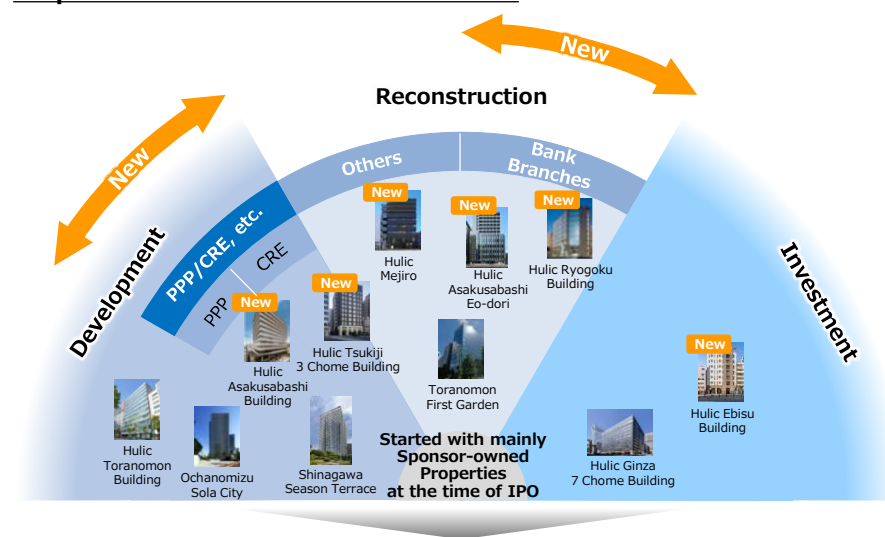 New
Reconstruction
New
Others
Bank
Branches
PPP/CRE, etc.
CRE
PPP
Development
Investment
New
Hulic
Mejiro
New
Hulic
Asakusabashi
Eo-dori
New
Hulic Ryogoku
Building
New
Hulic
Asakusabashi
Building
New
Hulic Tsukiji
3 Chome Building
Toranomon
First Garden
New
Hulic Ebisu
Building
Hulic
Toranomon
Building
Ochanomizu
Sola City
Shinagawa
Season Terrace
Started with mainly
Sponsor-owned
Properties
at the time of IPO
Hulic Ginza
7 Chome Building